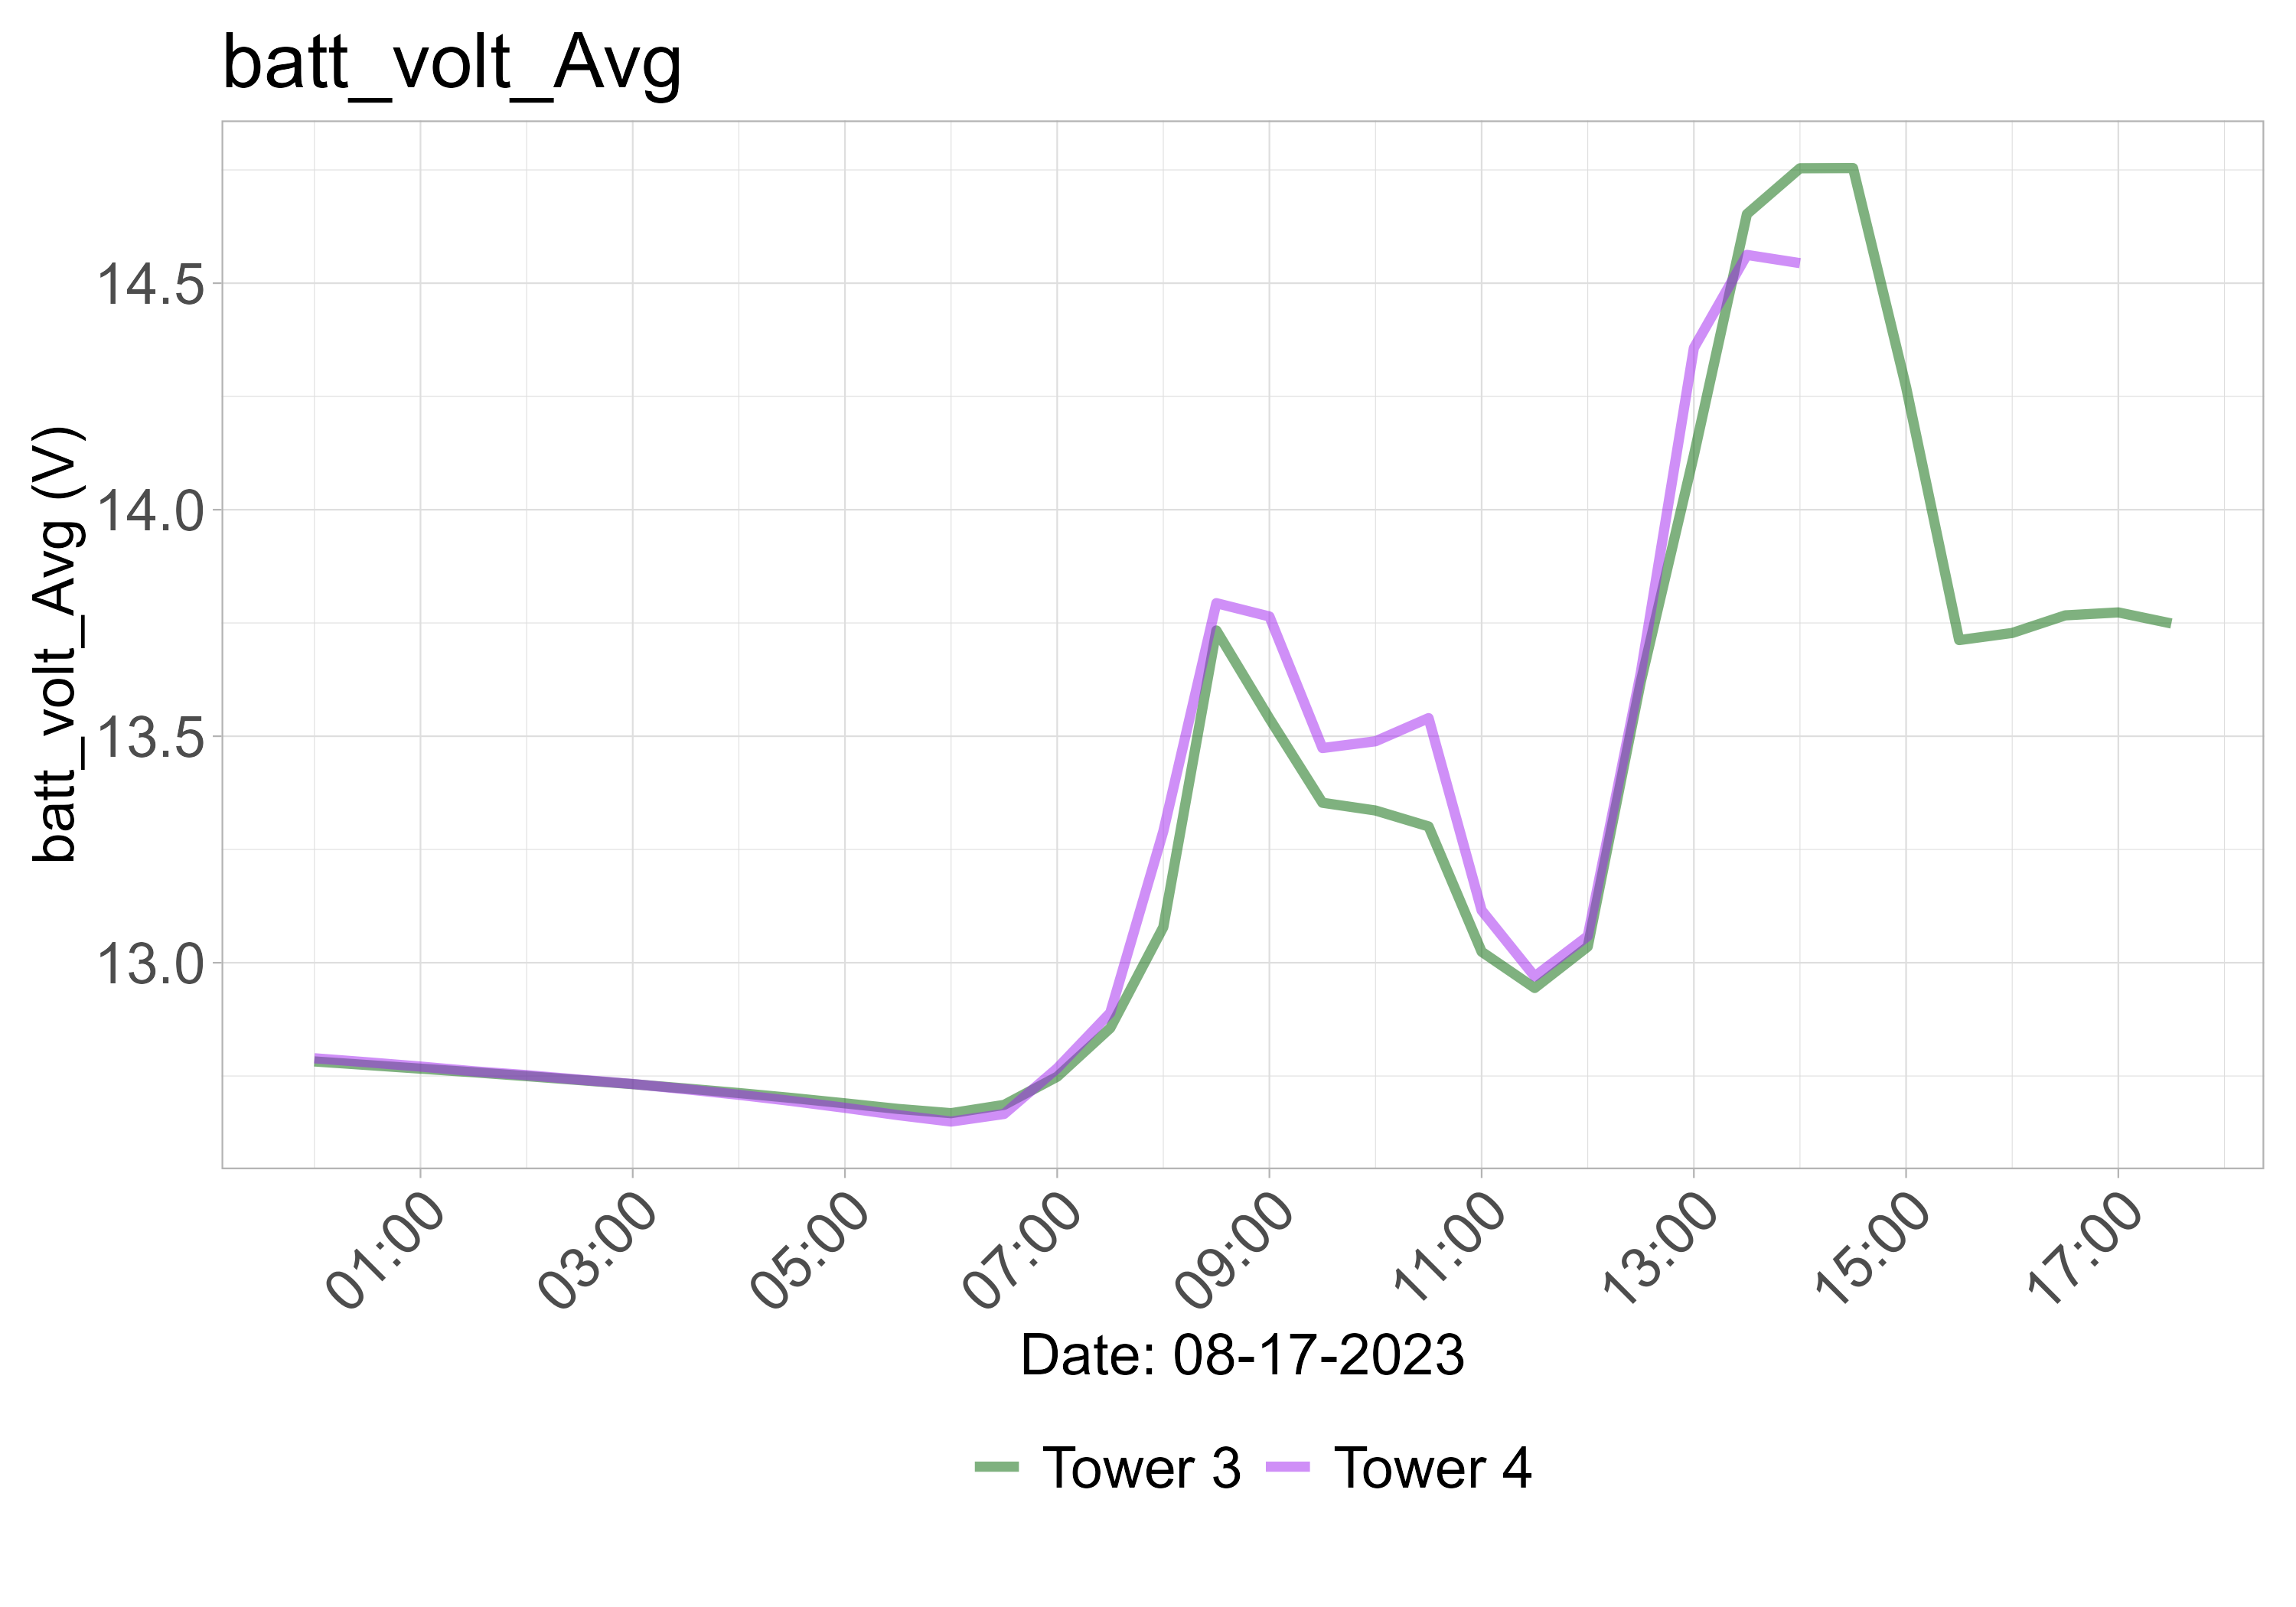 batt_volt_Avg
batt_volt_Avg (V)
14.5
14.0
13.5
13.0
01:00 03:00 05:00 07:00 09:00 11:00 13:00 15:00 17:00
Date: 08-17-2023
Tower 3 Tower 4